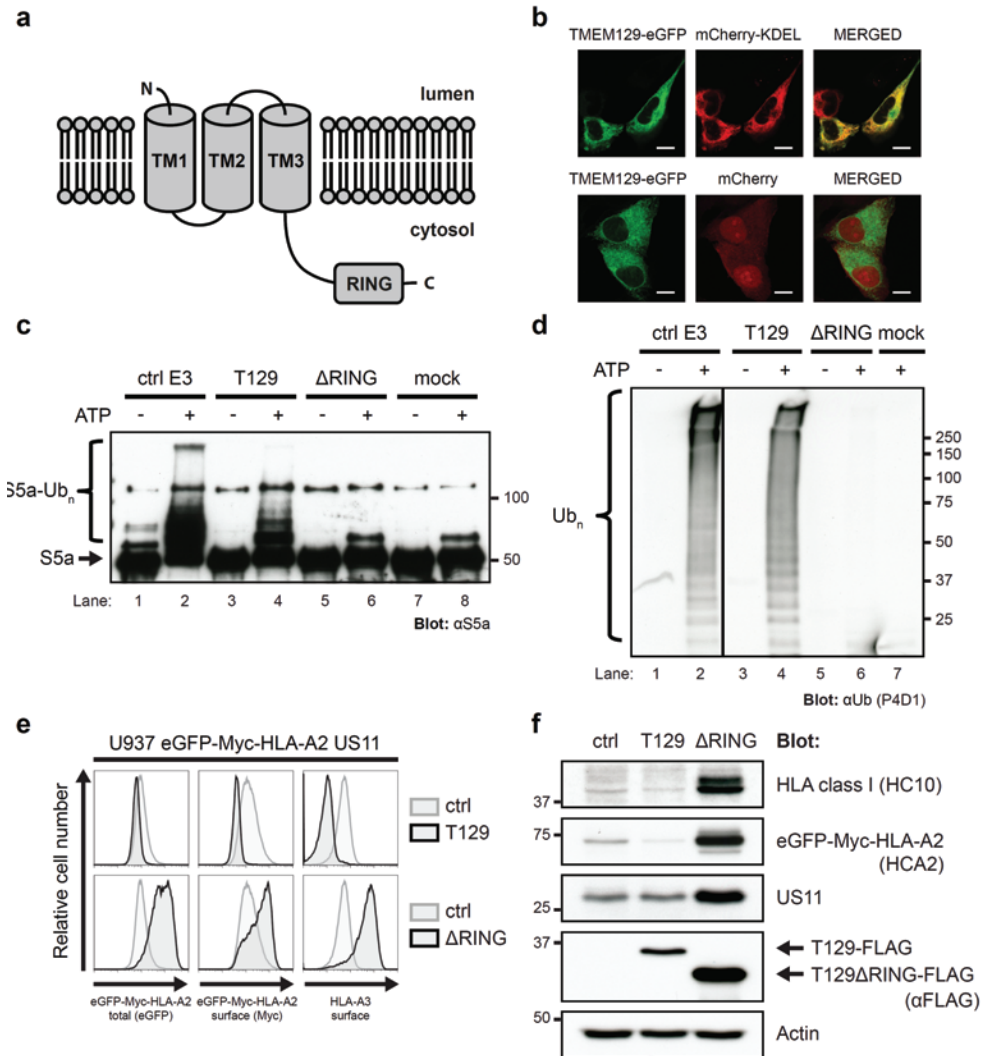 a
N
lumen
TM1 TM2 TM3
cytosol
RING C
b
TMEM129-eGFP mCherry-KDEL MERGED
TMEM129-eGFP mCherry MERGED
c
ctrl E3 T129 ΔRING mock
ATP - + - + - + - +
S5a-Ubn
100
S5a
50
Lane: 1 2 3 4 5 6 7 8
Blot: αS5a
d
ctrl E3 T129 ΔRING mock
ATP - + - + - + +
250
150
100
Ubn
50
37
25
Lane: 1 2 3 4 5 6 7
Blot: αUb (P4D1)
e
U937 eGFP-Myc-HLA-A2 US11
Relative cell number
ctrl
T129
ctrl
ΔRING
eGFP-Myc-HLA-A2
total (eGFP)
eGFP-Myc-HLA-A2
surface (Myc)
HLA-A3
surface
f
ctrl T129 ΔRING Blot:
HLA class I (HC10)
37
75
eGFP-Myc-HLA-A2
(HCA2)
US11
25
37
T129-FLAG
T129ΔRING-FLAG
(αFLAG)
50
Actin